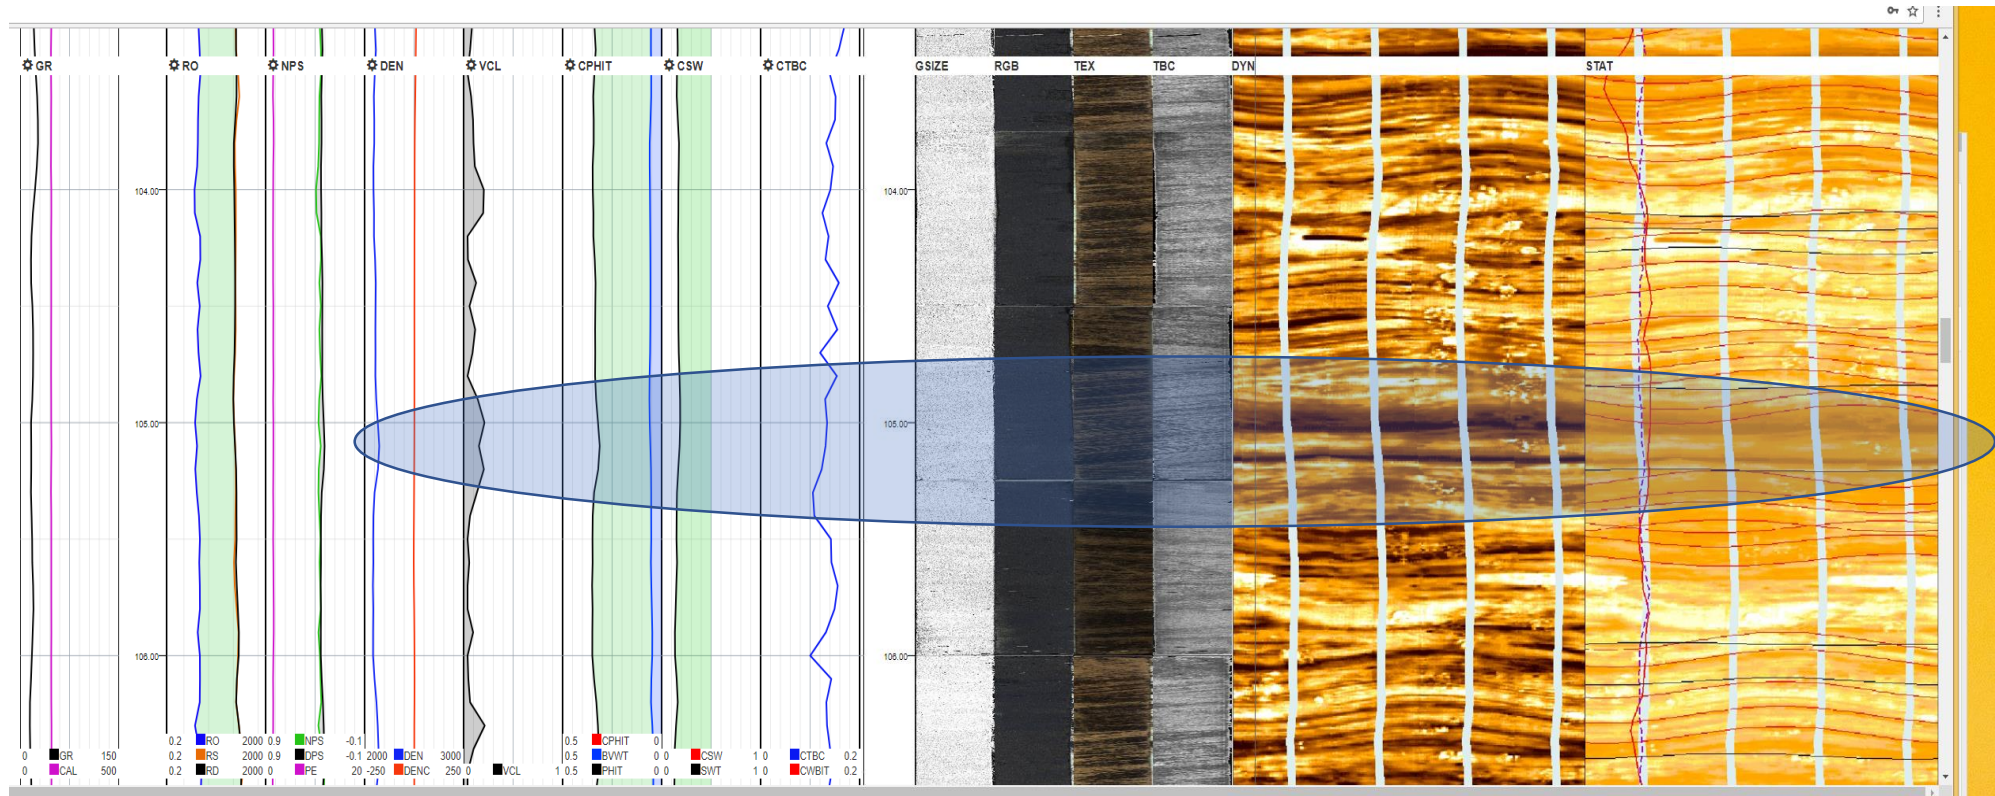 GR RO NPS DEN VCL CPHIT CSW CTBC GSIZE RGB TEX TBC DYN STAT
104.00 104.00
105.00 105.00
106.00 106.00
0.2 RO 2000 0.9 NPS -0.1 0.5 CPHIT 0
0 GR 150 0.2 RS 2000 0.9 DPS -0.1 2000 DEN 3000 0.5 BVWT 0 0 CSW 1 0 CTBC 0.2
0 CAL 500 0.2 RD 2000 0 PE 20 -250 DENC 250 0 VCL 1 0.5 PHIT 0 0 SWT 1 0 CWBIT 0.2